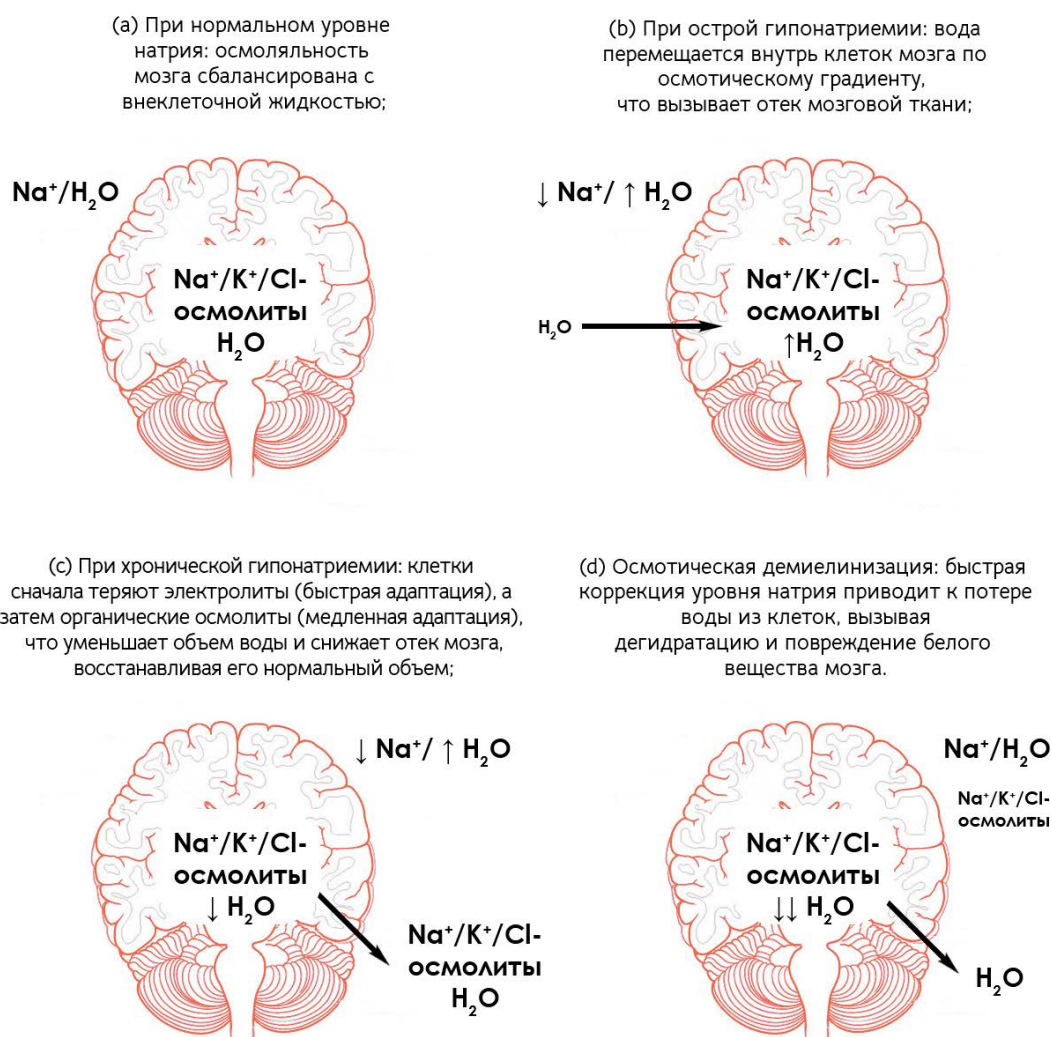 (a) При нормальном уровне
натрия: осмоляльность
мозга сбалансирована с
внеклеточной жидкостью;
Na⁺/H₂O
Na⁺/K⁺/Cl-
осмолиты
H₂O
(b) При острой гипонатриемии: вода
перемещается внутрь клеток мозга по
осмотическому градиенту,
что вызывает отек мозговой ткани;
↓ Na⁺/ ↑ H₂O
H₂O
Na⁺/K⁺/Cl-
осмолиты
↑H₂O
(c) При хронической гипонатриемии: клетки
сначала теряют электролиты (быстрая адаптация), а
затем органические осмолиты (медленная адаптация),
что уменьшает объем воды и снижает отек мозга,
восстанавливая его нормальный объем;
↓ Na⁺/ ↑ H₂O
Na⁺/K⁺/Cl-
осмолиты
↓ H₂O
Na⁺/K⁺/Cl-
осмолиты
H₂O
(d) Осмотическая демиелинизация: быстрая
коррекция уровня натрия приводит к потере
воды из клеток, вызывая
дегидратацию и повреждение белого
вещества мозга.
Na⁺/H₂O
Na⁺/K⁺/Cl-
осмолиты
Na⁺/K⁺/Cl-
осмолиты
↓↓ H₂O
H₂O